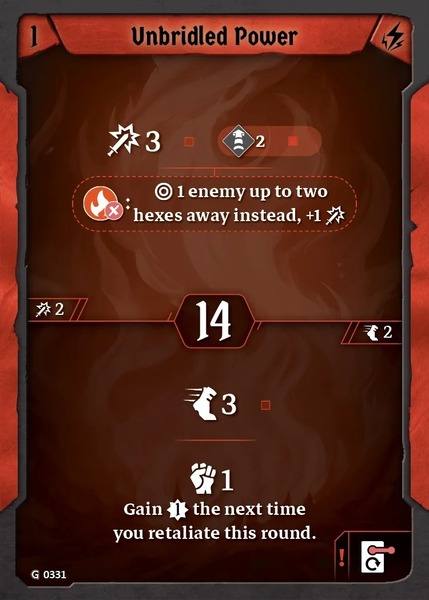 1 Unbridled Power
3 2
: 1 enemy up to two
hexes away instead, +1
2
14
2
3
1
Gain 1 the next time
you retaliate this round.
!
G 0331